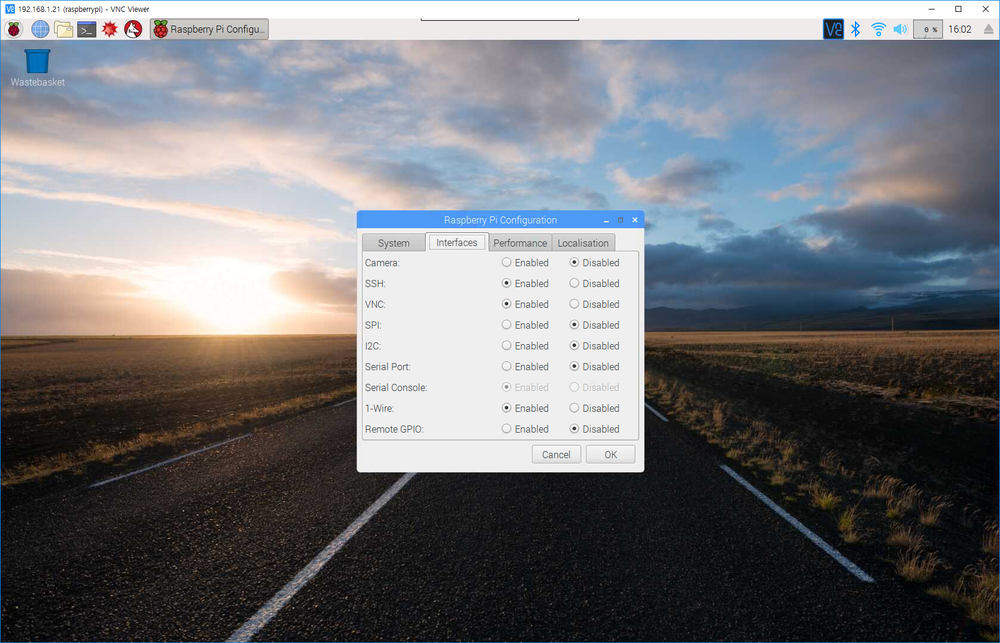 192.168.1.21 (raspberrypi) - VNC Viewer
Raspberry Pi Configu...
0 %
16:02
Wastebasket
Raspberry Pi Configuration
System Interfaces Performance Localisation
Camera: Enabled Disabled
SSH: Enabled Disabled
VNC: Enabled Disabled
SPI: Enabled Disabled
I2C: Enabled Disabled
Serial Port: Enabled Disabled
Serial Console: Enabled Disabled
1-Wire: Enabled Disabled
Remote GPIO: Enabled Disabled
Cancel OK